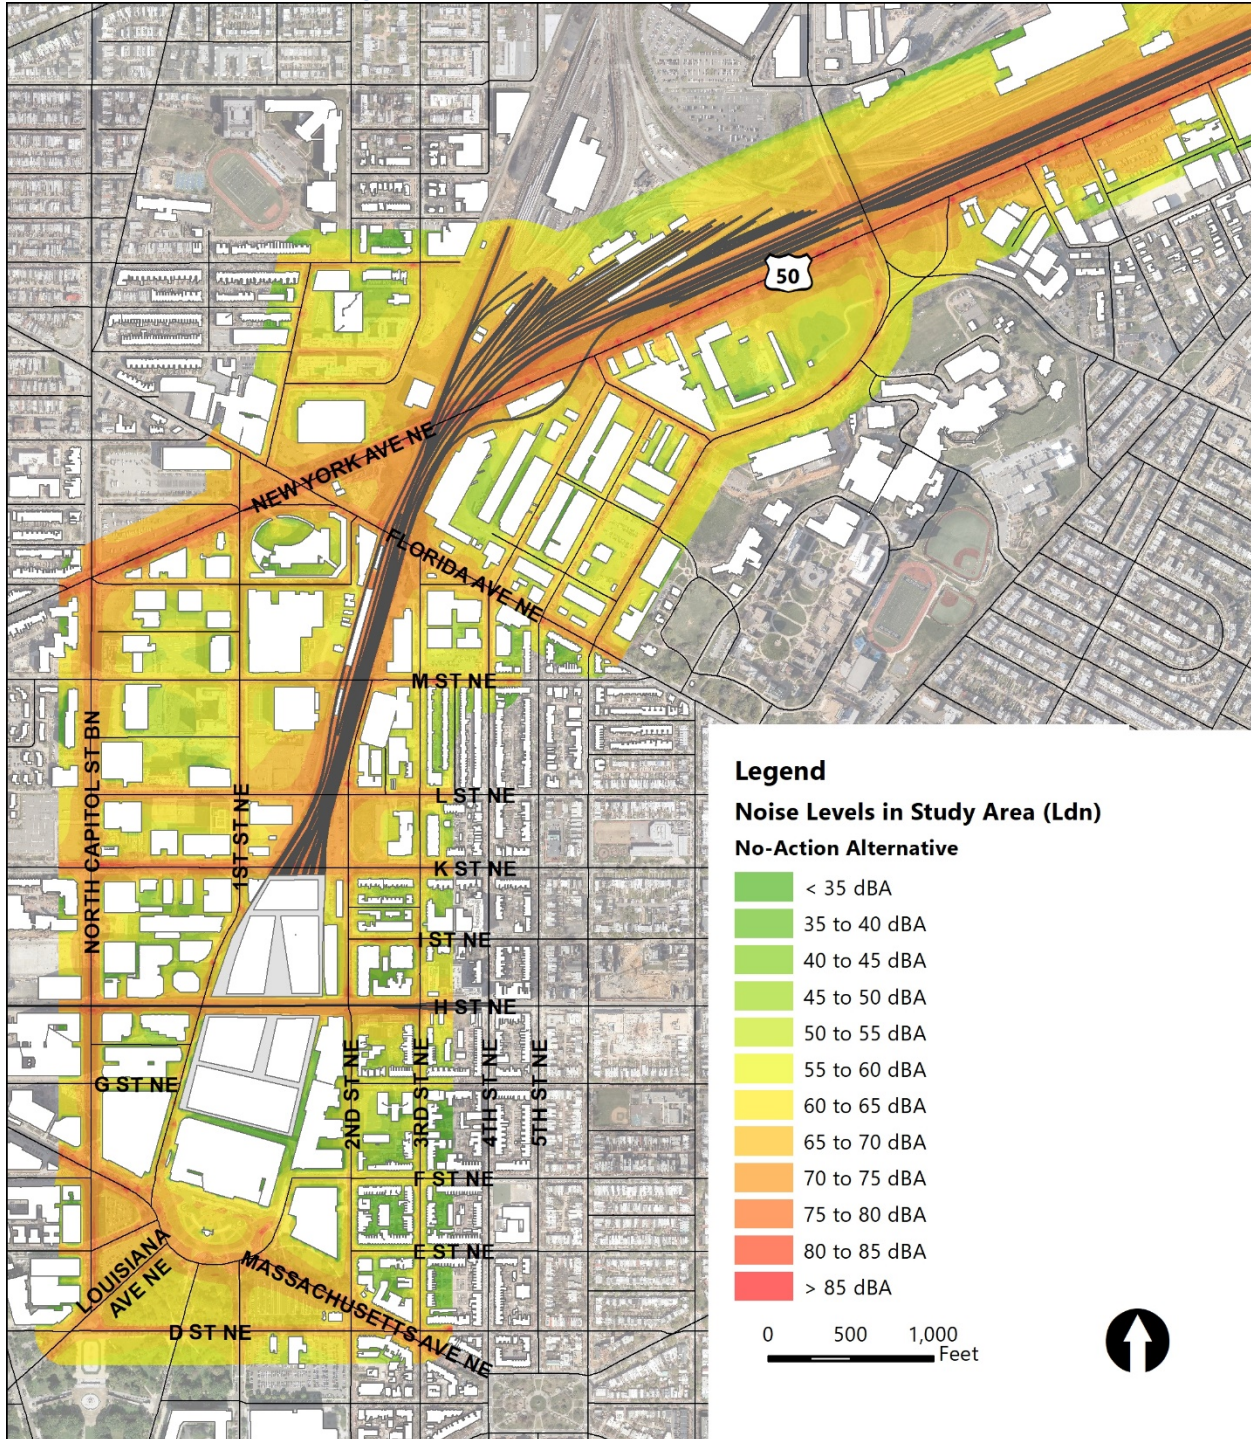 50
NEW YORK AVE NE
FLORIDA AVE NE
M ST NE
NORTH CAPITOL ST BN
1ST ST NE
L ST NE
K ST NE
I ST NE
H ST NE
G ST NE
2ND ST NE
3RD ST NE
4TH ST NE
5TH ST NE
F ST NE
E ST NE
LOUISIANA
AVE NE
MASSACHUSETTS AVE NE
D ST NE
Legend
Noise Levels in Study Area (Ldn)
No-Action Alternative
< 35 dBA
35 to 40 dBA
40 to 45 dBA
45 to 50 dBA
50 to 55 dBA
55 to 60 dBA
60 to 65 dBA
65 to 70 dBA
70 to 75 dBA
75 to 80 dBA
80 to 85 dBA
> 85 dBA
0 500 1,000
Feet